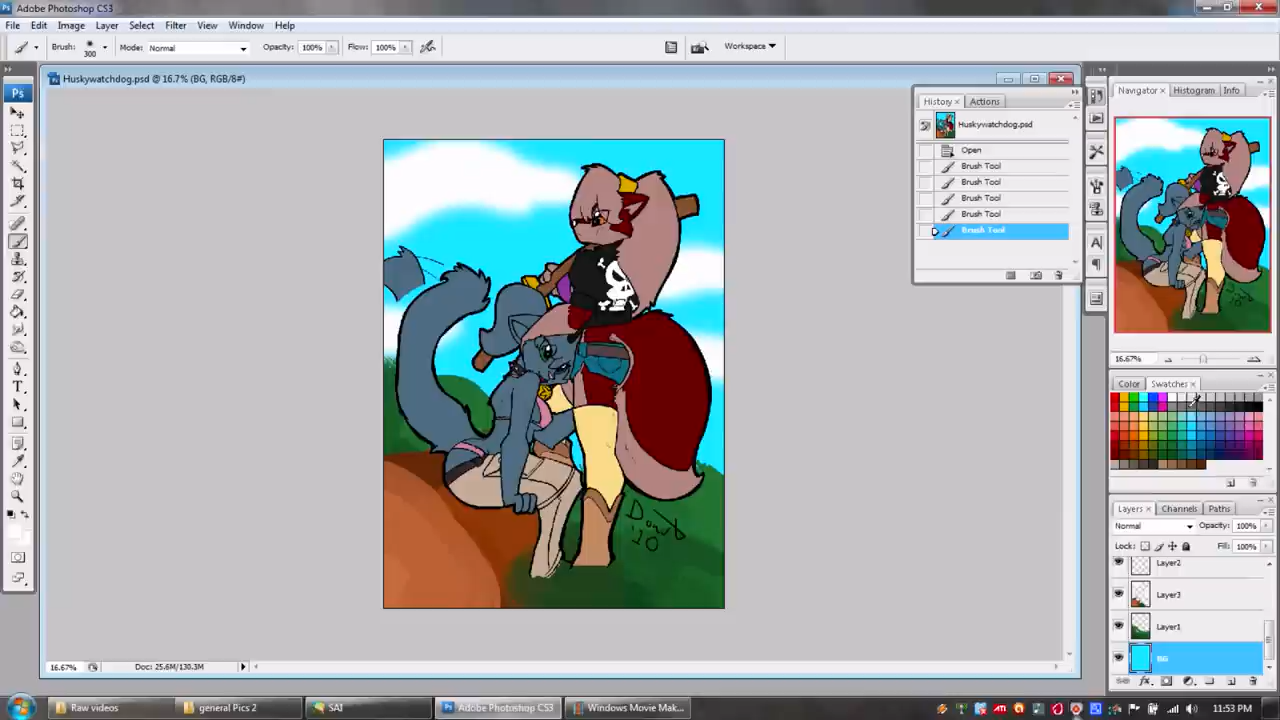 Adobe Photoshop CS3
File Edit Image Layer Select Filter View Window Help
Brush: 300 Mode: Normal Opacity: 100% Flow: 100% Workspace
Huskywatchdog.psd @ 16.7% (BG, RGB/8#)
History Actions
Huskywatchdog.psd
Open
Brush Tool
Brush Tool
Brush Tool
Brush Tool
Brush Tool
Navigator Histogram Info
16.67%
Color Swatches
Layers Channels Paths
Normal Opacity: 100%
Lock: Fill: 100%
Layer2
Layer3
Layer1
BG
'10
16.67% Doc: 25.6M/130.3M
Raw videos general Pics 2 SAI Adobe Photoshop CS3 Windows Movie Mak... 11:53 PM